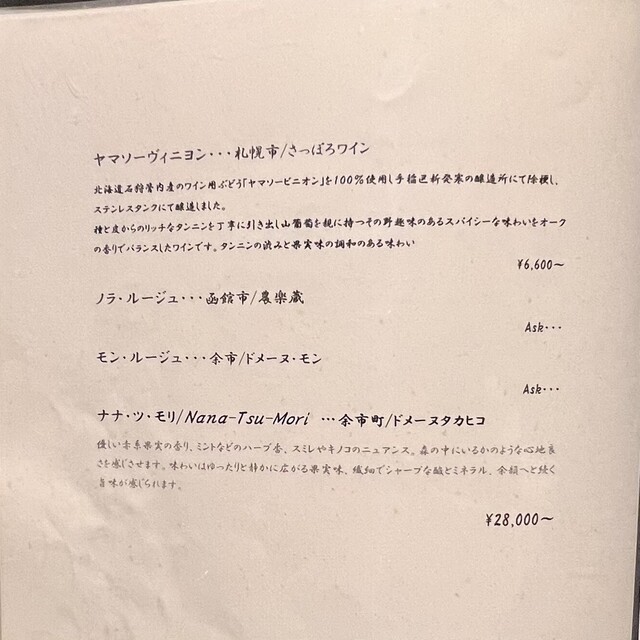 ヤマソーヴィニヨン・・・札幌市/さっぽろワイン
北海道石狩管内産のワイン用ぶどう「ヤマソービニオン」を100%使用し手稲区新発寒の醸造所にて除梗し、
ステンレスタンクにて醸造しました。
種と皮からのリッチなタンニンを丁寧に引き出し山葡萄を親に持つその野趣味のあるスパイシーな味わいをオーク
の香りでバランスしたワインです。タンニンの渋みと果実味の調和のある味わい
¥6,600～
ノラ・ルージュ・・・函館市/農楽蔵
Ask・・・
モン・ルージュ・・・余市/ドメーヌ・モン
Ask・・・
ナナ・ツ・モリ/Nana-Tsu-Mori …余市町/ドメーヌタカヒコ
優しい赤系果実の香り、ミントなどのハーブ香、スミレやキノコのニュアンス。森の中にいるかのような心地良
さを感じさせます。味わいはゆったりと静かに広がる果実味、繊細でシャープな酸とミネラル、余韻へと続く
旨味が感じられます。
¥28,000～